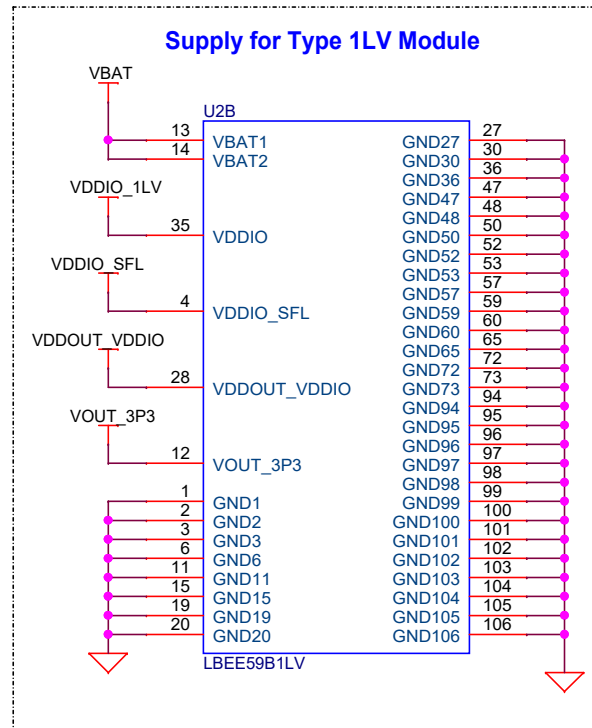 Supply for Type 1LV Module
VBAT
U2B
13 VBAT1
14 VBAT2
VDDIO_1LV
35 VDDIO
VDDIO_SFL
4 VDDIO_SFL
VDDOUT_VDDIO
28 VDDOUT_VDDIO
VOUT_3P3
12 VOUT_3P3
1 GND1
2 GND2
3 GND3
6 GND6
11 GND11
15 GND15
19 GND19
20 GND20
GND27 27
GND30 30
GND36 36
GND47 47
GND48 48
GND50 50
GND52 52
GND53 53
GND57 57
GND59 59
GND60 60
GND65 65
GND72 72
GND73 73
GND94 94
GND95 95
GND96 96
GND97 97
GND98 98
GND99 99
GND100 100
GND101 101
GND102 102
GND103 103
GND104 104
GND105 105
GND106 106
LBEE59B1LV